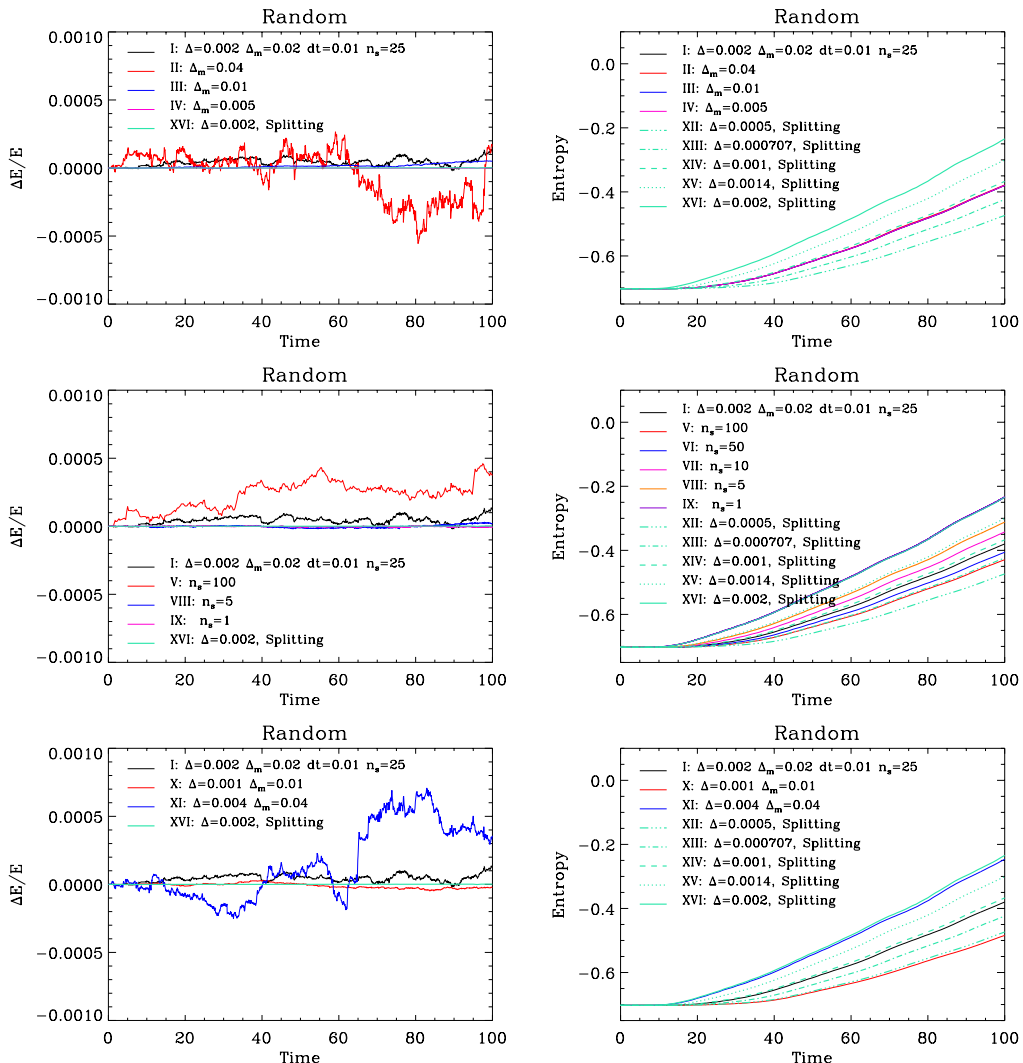 Random
0.0010
0.0005
0.0000
−0.0005
−0.0010
ΔE/E
I: Δ=0.002 Δm=0.02 dt=0.01 ns=25
II: Δm=0.04
III: Δm=0.01
IV: Δm=0.005
XVI: Δ=0.002, Splitting
0 20 40 60 80 100
Time
Random
0.0
−0.2
−0.4
−0.6
Entropy
I: Δ=0.002 Δm=0.02 dt=0.01 ns=25
II: Δm=0.04
III: Δm=0.01
IV: Δm=0.005
XII: Δ=0.0005, Splitting
XIII: Δ=0.000707, Splitting
XIV: Δ=0.001, Splitting
XV: Δ=0.0014, Splitting
XVI: Δ=0.002, Splitting
0 20 40 60 80 100
Time
Random
0.0010
0.0005
0.0000
−0.0005
−0.0010
ΔE/E
I: Δ=0.002 Δm=0.02 dt=0.01 ns=25
V: ns=100
VIII: ns=5
IX: ns=1
XVI: Δ=0.002, Splitting
0 20 40 60 80 100
Time
Random
0.0
−0.2
−0.4
−0.6
Entropy
I: Δ=0.002 Δm=0.02 dt=0.01 ns=25
V: ns=100
VI: ns=50
VII: ns=10
VIII: ns=5
IX: ns=1
XII: Δ=0.0005, Splitting
XIII: Δ=0.000707, Splitting
XIV: Δ=0.001, Splitting
XV: Δ=0.0014, Splitting
XVI: Δ=0.002, Splitting
0 20 40 60 80 100
Time
Random
0.0010
0.0005
0.0000
−0.0005
−0.0010
ΔE/E
I: Δ=0.002 Δm=0.02 dt=0.01 ns=25
X: Δ=0.001 Δm=0.01
XI: Δ=0.004 Δm=0.04
XVI: Δ=0.002, Splitting
0 20 40 60 80 100
Time
Random
0.0
−0.2
−0.4
−0.6
Entropy
I: Δ=0.002 Δm=0.02 dt=0.01 ns=25
X: Δ=0.001 Δm=0.01
XI: Δ=0.004 Δm=0.04
XII: Δ=0.0005, Splitting
XIII: Δ=0.000707, Splitting
XIV: Δ=0.001, Splitting
XV: Δ=0.0014, Splitting
XVI: Δ=0.002, Splitting
0 20 40 60 80 100
Time